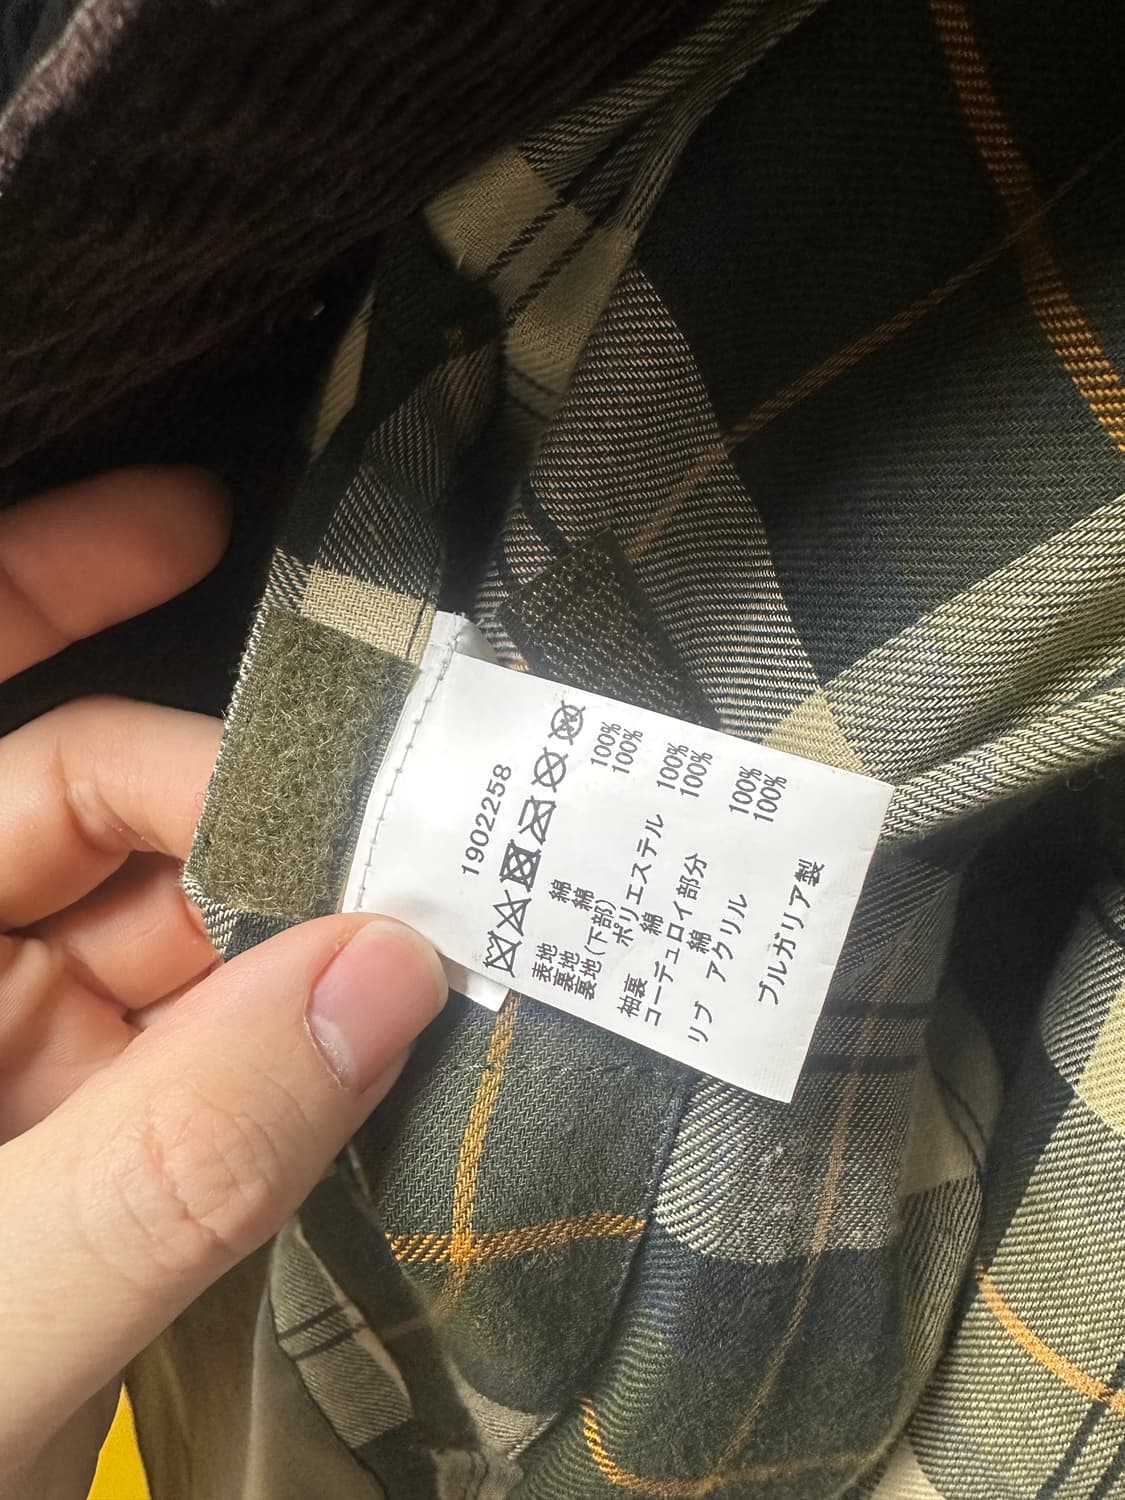 1902258
表地 綿 100%
裏地 綿 100%
裏地(下部)
ポリエステル 100%
袖裏 綿 100%
コーデュロイ部分
綿 100%
リブ アクリル 100%
ブルガリア製